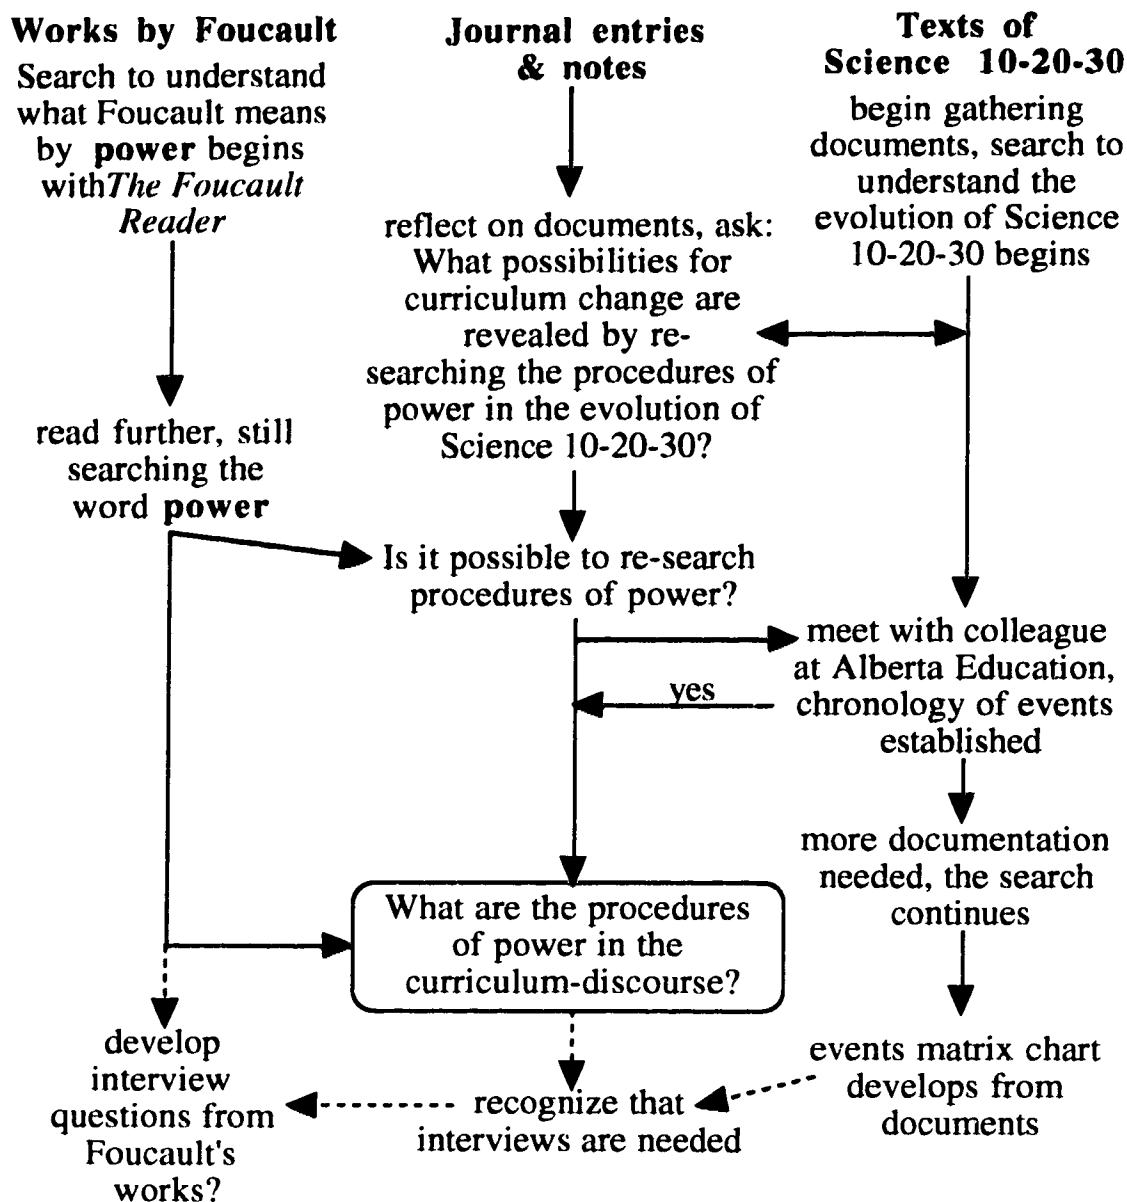 Works by Foucault
Search to understand
what Foucault means
by power begins
withThe Foucault
Reader
read further, still
searching the
word power
develop
interview
questions from
Foucault's
works?
Journal entries
& notes
reflect on documents, ask:
What possibilities for
curriculum change are
revealed by re-
searching the procedures of
power in the evolution of
Science 10-20-30?
Is it possible to re-search
procedures of power?
yes
What are the procedures
of power in the
curriculum-discourse?
recognize that
interviews are needed
Texts of
Science 10-20-30
begin gathering
documents, search to
understand the
evolution of Science
10-20-30 begins
meet with colleague
at Alberta Education,
chronology of events
established
more documentation
needed, the search
continues
events matrix chart
develops from
documents